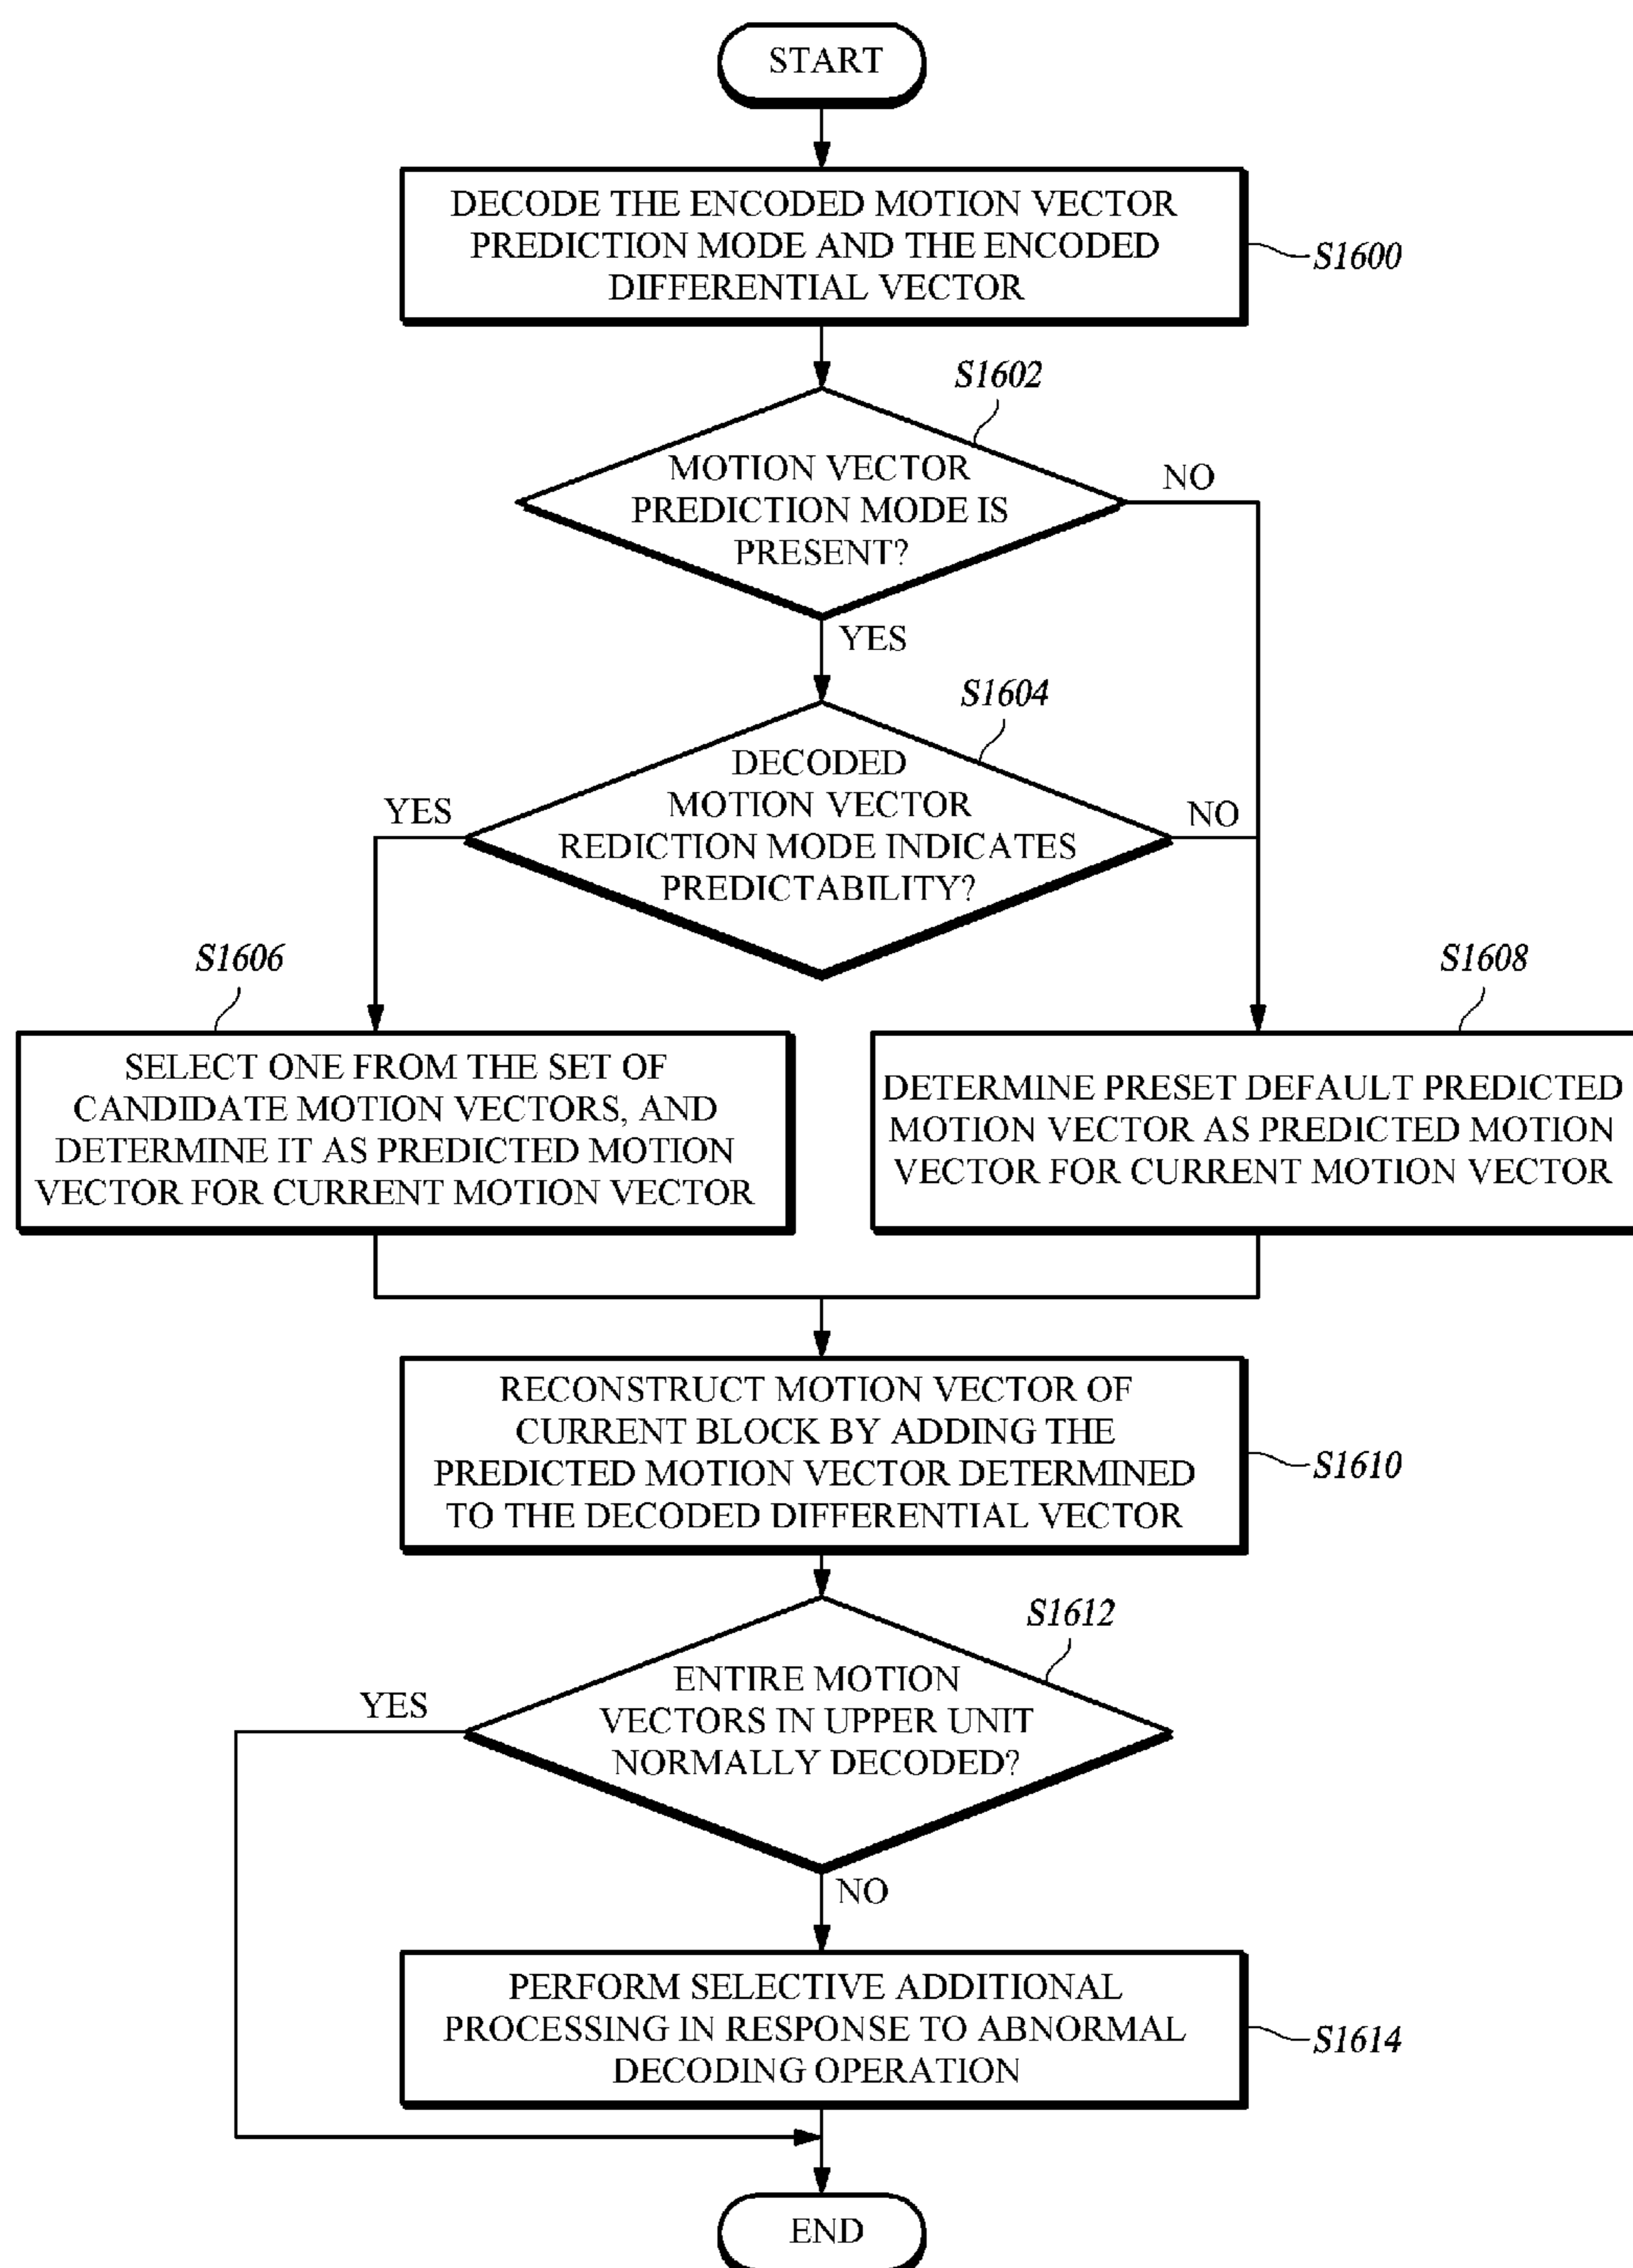 START
DECODE THE ENCODED MOTION VECTOR
PREDICTION MODE AND THE ENCODED
DIFFERENTIAL VECTOR
S1600
S1602
MOTION VECTOR
PREDICTION MODE IS
PRESENT?
NO
YES
S1604
DECODED
MOTION VECTOR
REDICTION MODE INDICATES
PREDICTABILITY?
YES
NO
S1606
SELECT ONE FROM THE SET OF
CANDIDATE MOTION VECTORS, AND
DETERMINE IT AS PREDICTED MOTION
VECTOR FOR CURRENT MOTION VECTOR
S1608
DETERMINE PRESET DEFAULT PREDICTED
MOTION VECTOR AS PREDICTED MOTION
VECTOR FOR CURRENT MOTION VECTOR
RECONSTRUCT MOTION VECTOR OF
CURRENT BLOCK BY ADDING THE
PREDICTED MOTION VECTOR DETERMINED
TO THE DECODED DIFFERENTIAL VECTOR
S1610
S1612
ENTIRE MOTION
VECTORS IN UPPER UNIT
NORMALLY DECODED?
YES
NO
PERFORM SELECTIVE ADDITIONAL
PROCESSING IN RESPONSE TO ABNORMAL
DECODING OPERATION
S1614
END